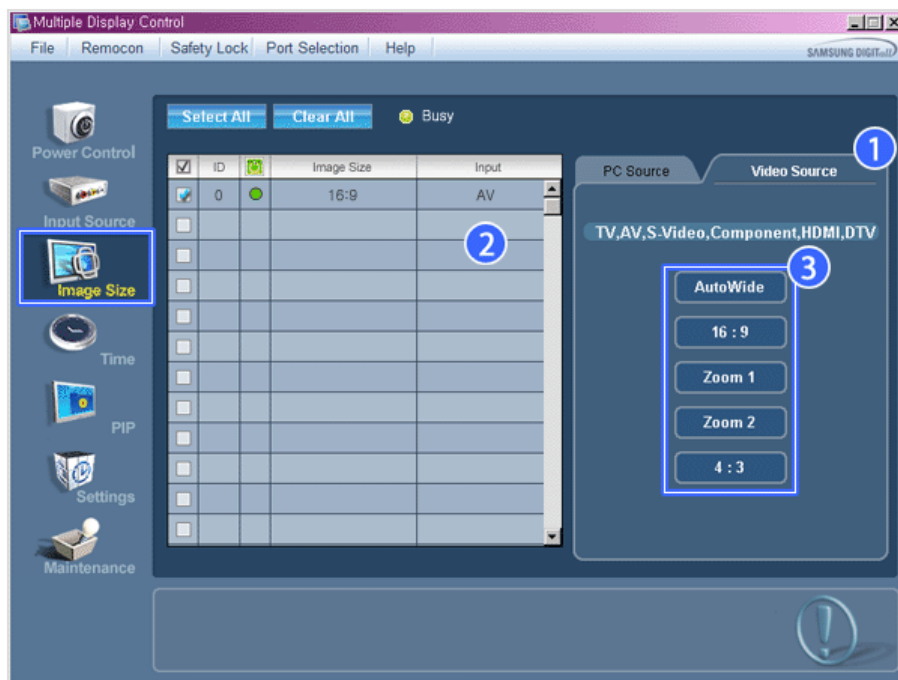 Multiple Display Control
File Remocon Safety Lock Port Selection Help
SAMSUNG DIGITall
Select All Clear All Busy
Power Control
Input Source
Image Size
Time
PIP
Settings
Maintenance
ID Image Size Input
0 16:9 AV
2
1
PC Source Video Source
TV,AV,S-Video,Component,HDMI,DTV
3
AutoWide
16 : 9
Zoom 1
Zoom 2
4 : 3